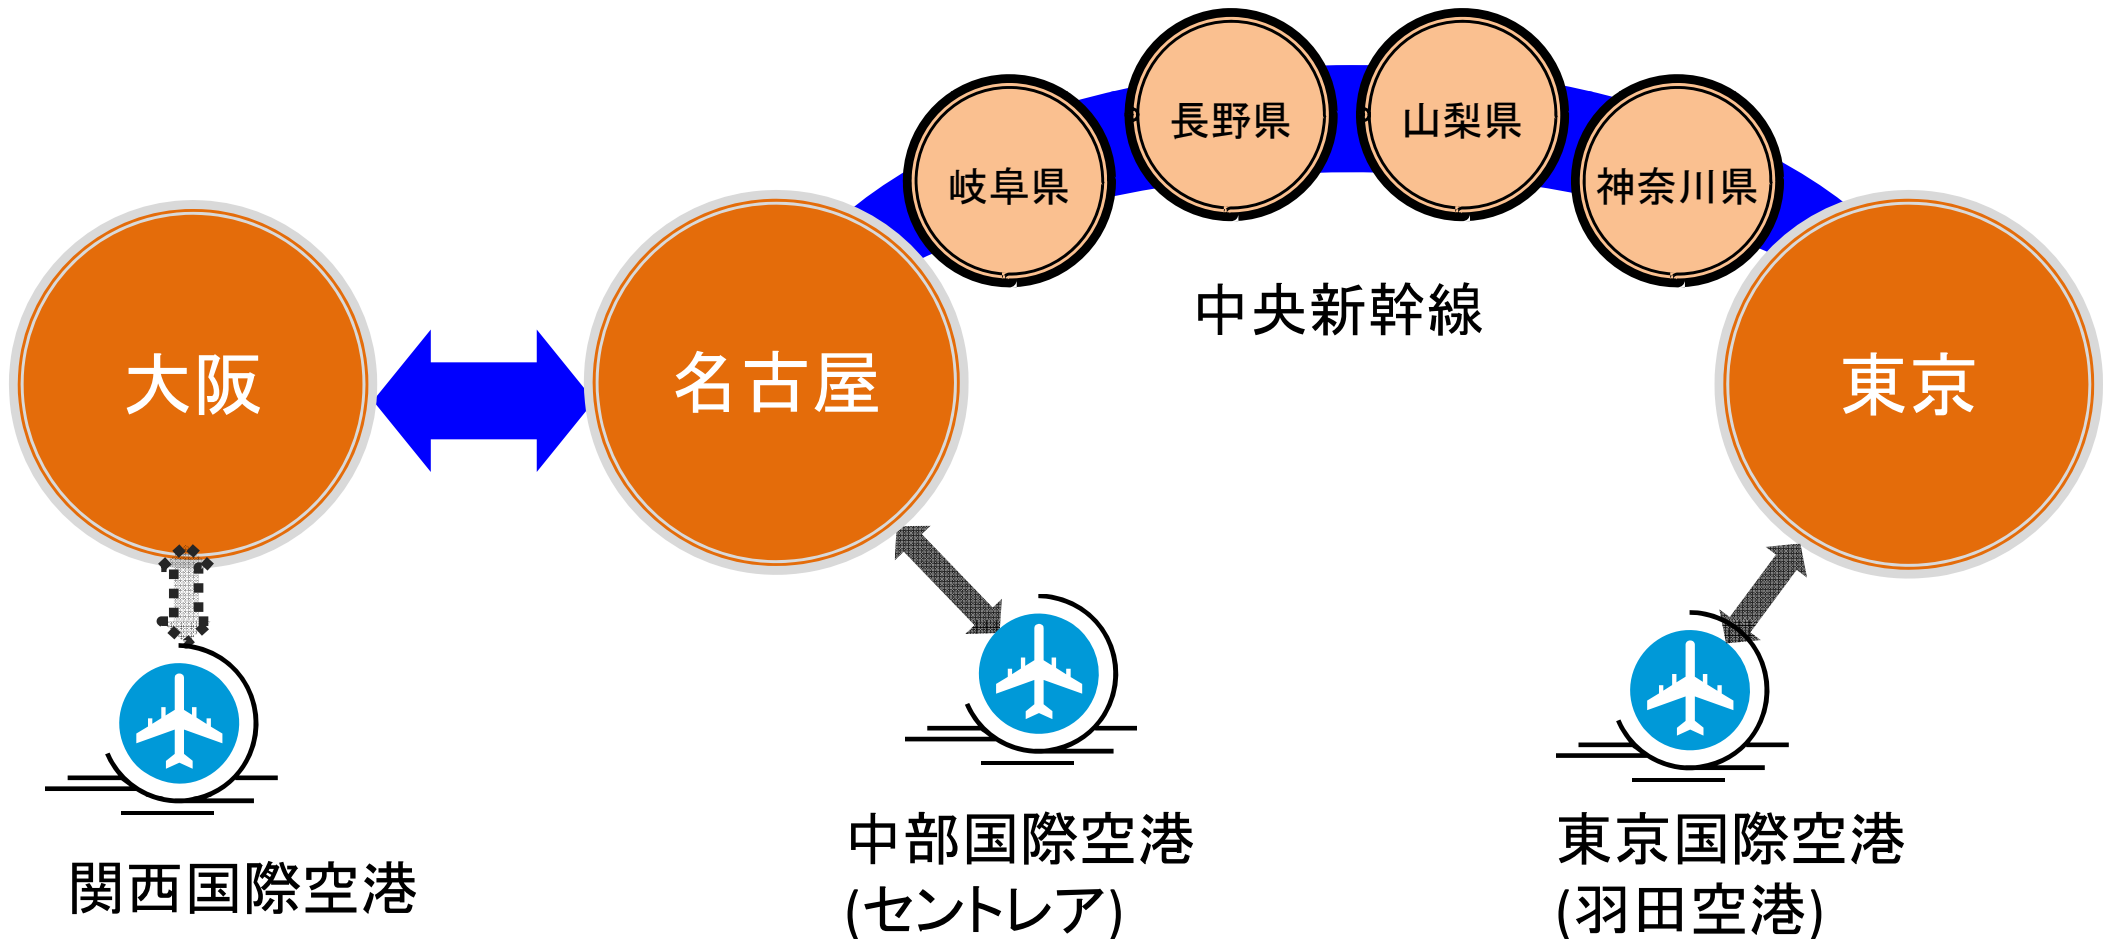 長野県
山梨県
岐阜県
神奈川県
中央新幹線
大阪
名古屋
東京
中部国際空港
(セントレア)
東京国際空港
(羽田空港)
関西国際空港